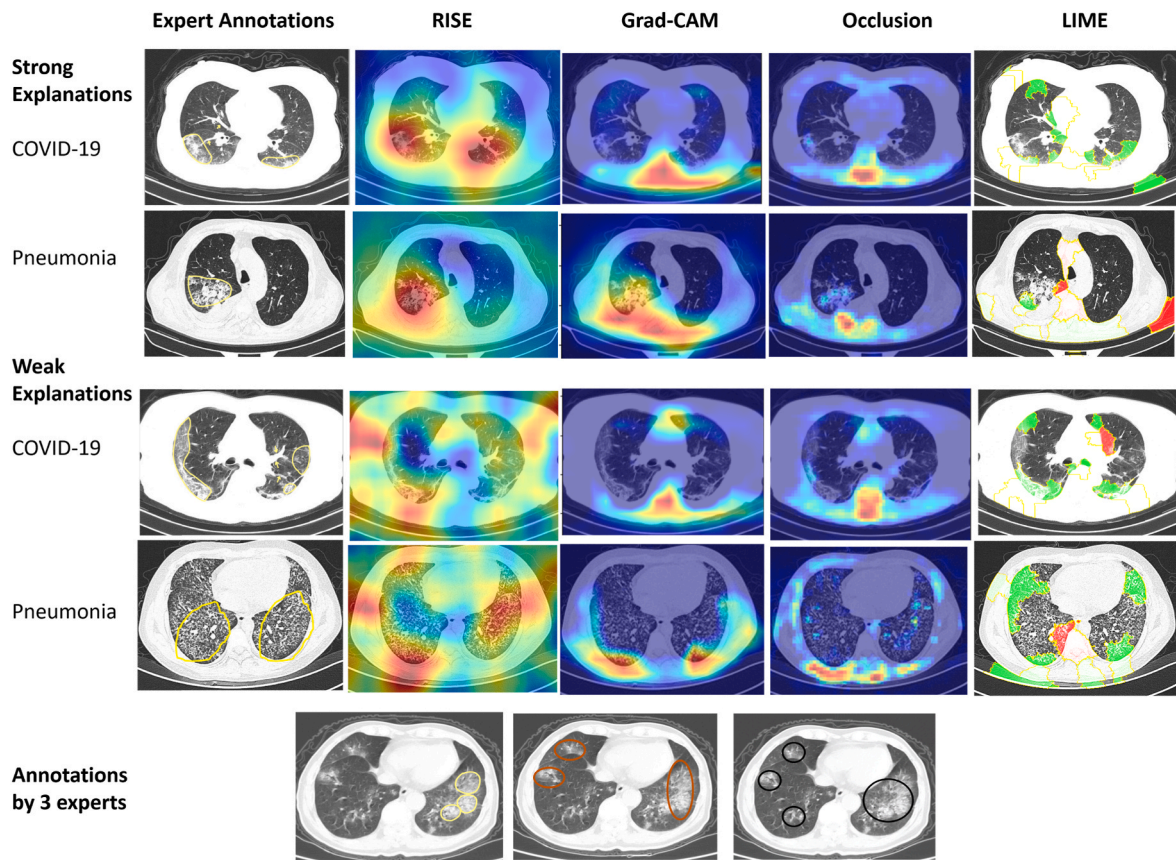 Expert Annotations RISE Grad-CAM Occlusion LIME
Strong
Explanations
COVID-19
Pneumonia
Weak
Explanations
COVID-19
Pneumonia
Annotations
by 3 experts